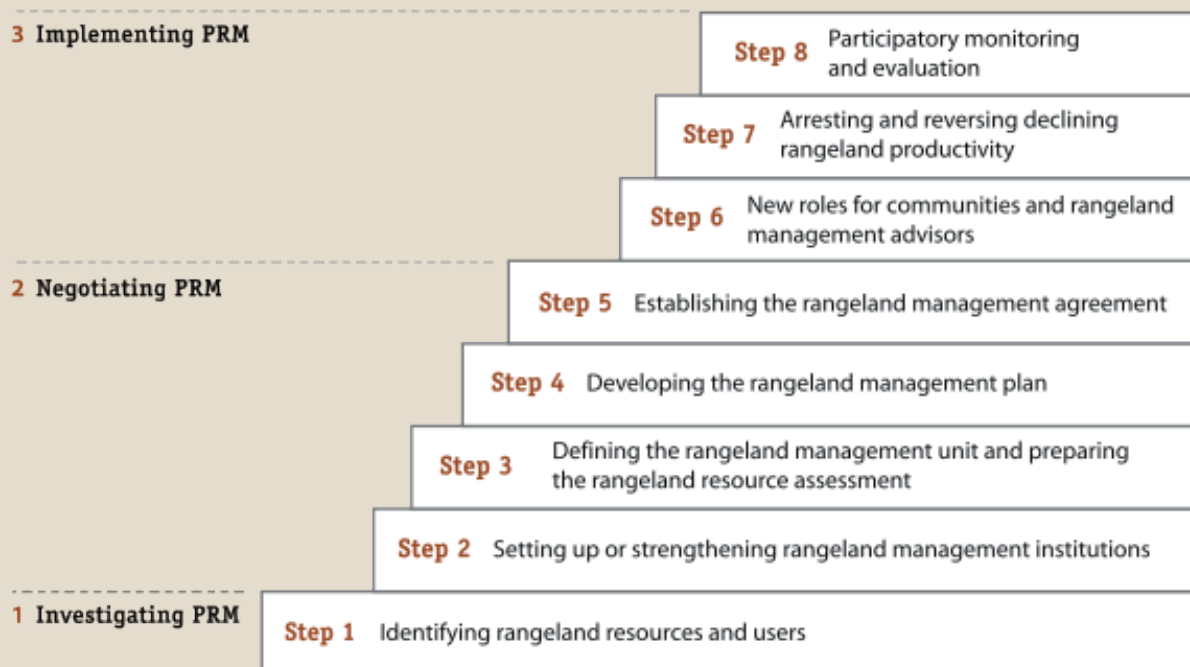 3 Implementing PRM
Step 8 Participatory monitoring
and evaluation
Step 7 Arresting and reversing declining
rangeland productivity
Step 6 New roles for communities and rangeland
management advisors
2 Negotiating PRM
Step 5 Establishing the rangeland management agreement
Step 4 Developing the rangeland management plan
Step 3 Defining the rangeland management unit and preparing
the rangeland resource assessment
Step 2 Setting up or strengthening rangeland management institutions
1 Investigating PRM
Step 1 Identifying rangeland resources and users